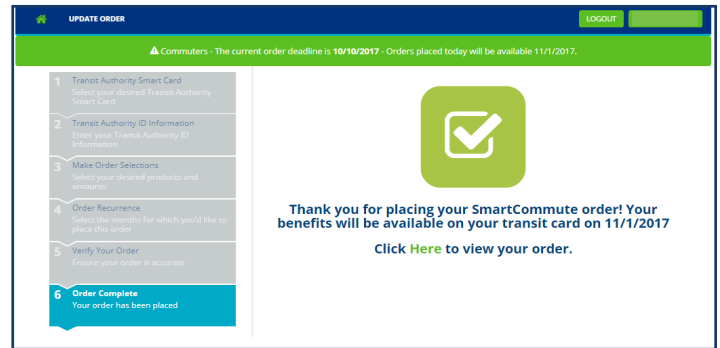 UPDATE ORDER
LOGOUT
Commuters - The current order deadline is 10/10/2017 - Orders placed today will be available 11/1/2017.
1 Transit Authority Smart Card
Select your desired Transit Authority
Smart Card
2 Transit Authority ID Information
Enter your Transit Authority ID
Information
3 Make Order Selections
Select your desired products and
amounts
4 Order Recurrence
Select the months for which you'd like to
place this order
5 Verify Your Order
Ensure your order is accurate
6 Order Complete
Your order has been placed
Thank you for placing your SmartCommute order! Your
benefits will be available on your transit card on 11/1/2017
Click Here to view your order.